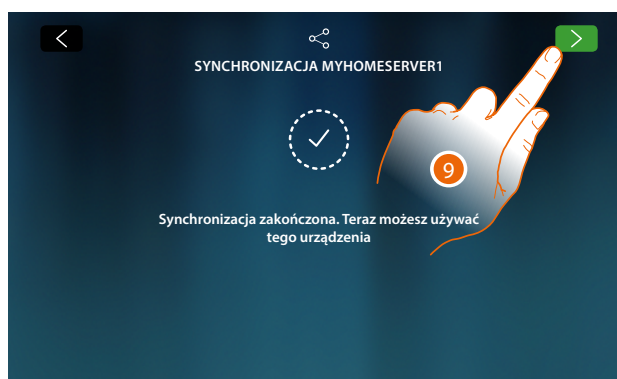 SYNCHRONIZACJA MYHOMESERVER1
9
Synchronizacja zakończona. Teraz możesz używać
tego urządzenia